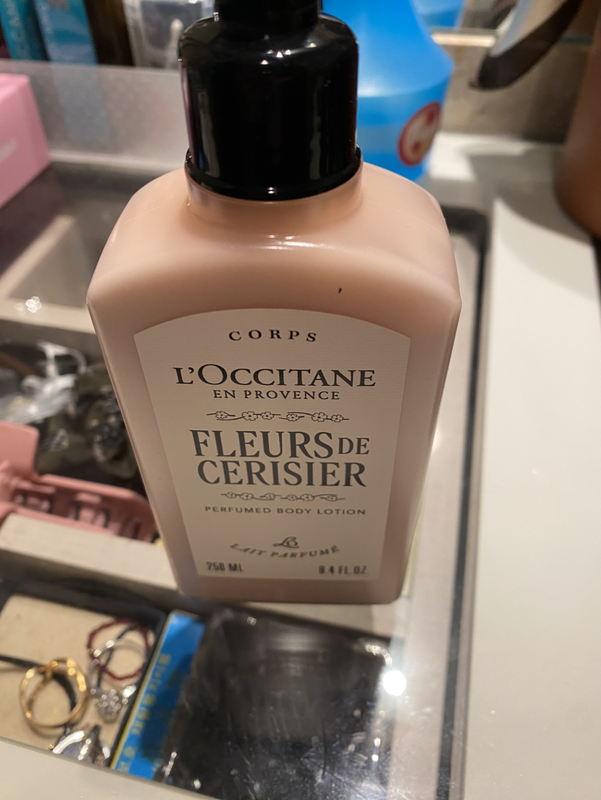 CORPS
L'OCCITANE
EN PROVENCE
FLEURS DE
CERISIER
PERFUMED BODY LOTION
LAIT PARFUMÉ
250 ML 8.4 FL.OZ.